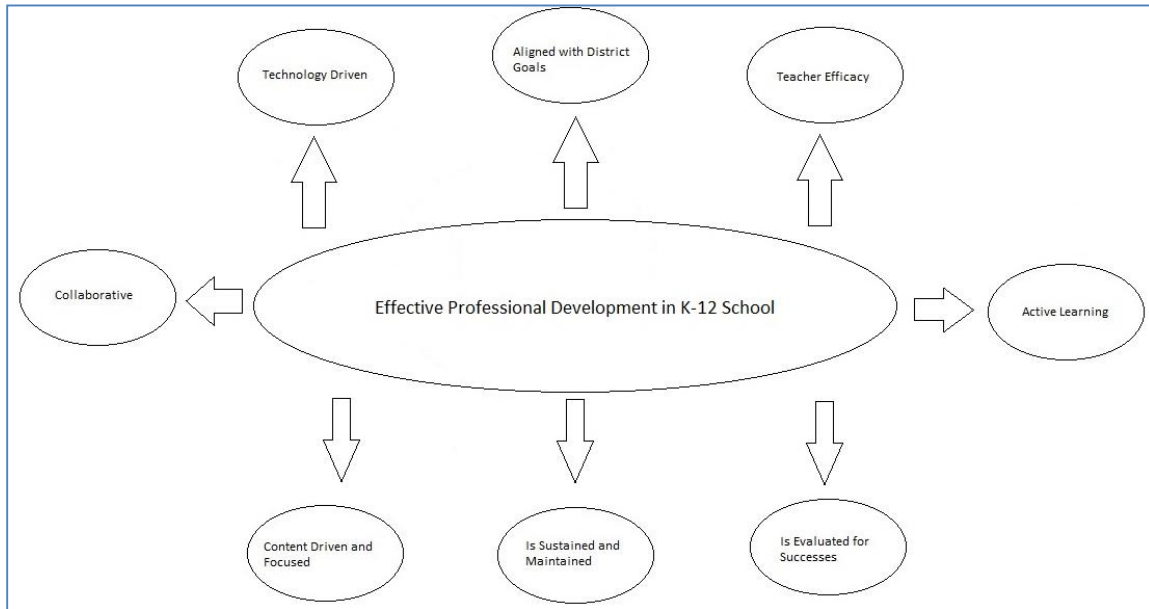 Technology Driven
Aligned with District
Goals
Teacher Efficacy
Collaborative
Effective Professional Development in K-12 School
Active Learning
Content Driven and
Focused
Is Sustained and
Maintained
Is Evaluated for
Successes